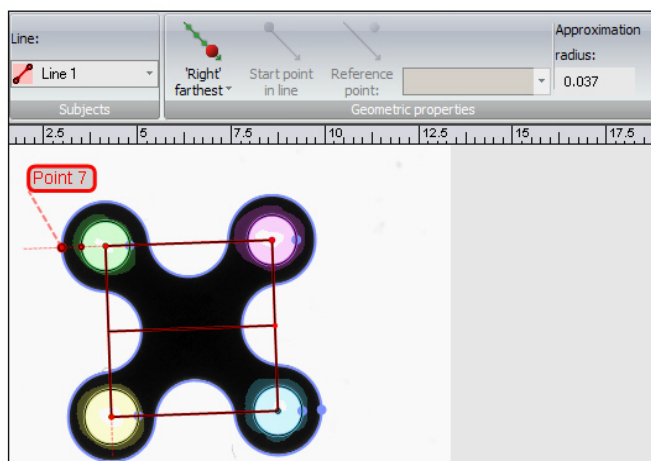 Line:
Line 1
Subjects
'Right'
farthest
Start point
in line
Reference
point:
Approximation
radius:
0.037
Geometric properties
2.5 5 7.5 10 12.5 15 17.5
Point 7